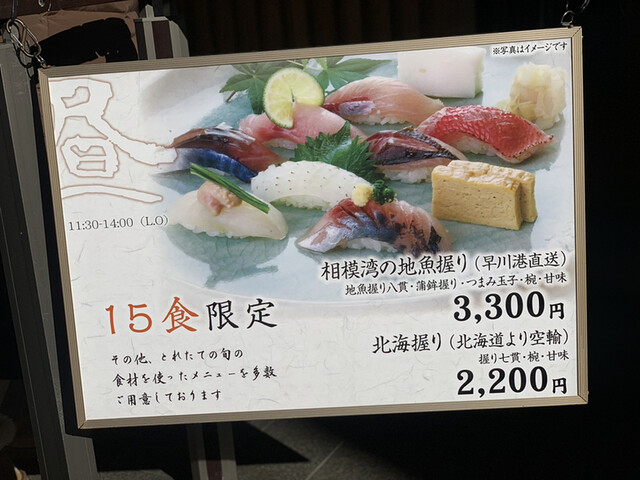 ※写真はイメージです
昼
11:30-14:00（L.O）
相模湾の地魚握り（早川港直送）
地魚握り八貫・蒲鉾握り・つまみ玉子・椀・甘味
3,300円
15食限定
北海握り（北海道より空輸）
握り七貫・椀・甘味
2,200円
その他、とれたての旬の
食材を使ったメニューを多数
ご用意しております